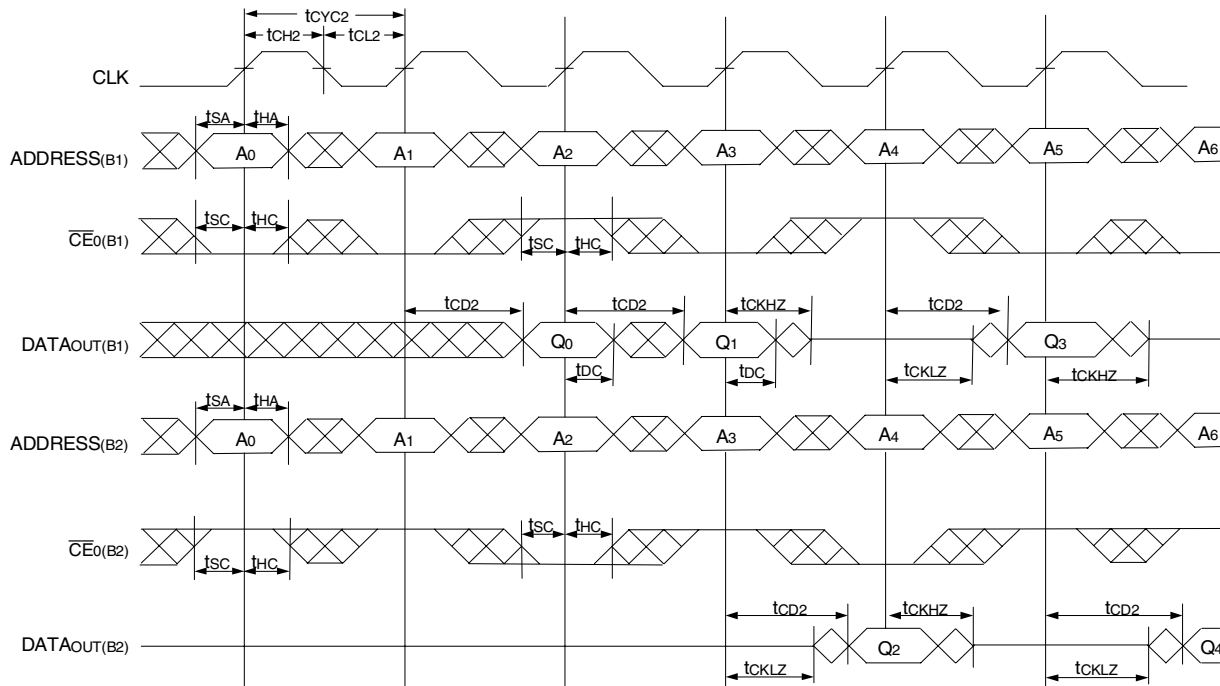 tCYC2
tCH2 tCL2
CLK
tSA tHA
ADDRESS(B1) A0 A1 A2 A3 A4 A5 A6
tSC tHC
CE0(B1) tSC tHC
tCD2 tCD2 tCKHZ tCD2
DATAOUT(B1) Q0 Q1 Q3
tDC tDC tCKLZ tCKHZ
tSA tHA
ADDRESS(B2) A0 A1 A2 A3 A4 A5 A6
tSC tHC
CE0(B2)
tSC tHC
tCD2 tCKHZ tCD2
DATAOUT(B2) Q2 Q4
tCKLZ tCKLZ